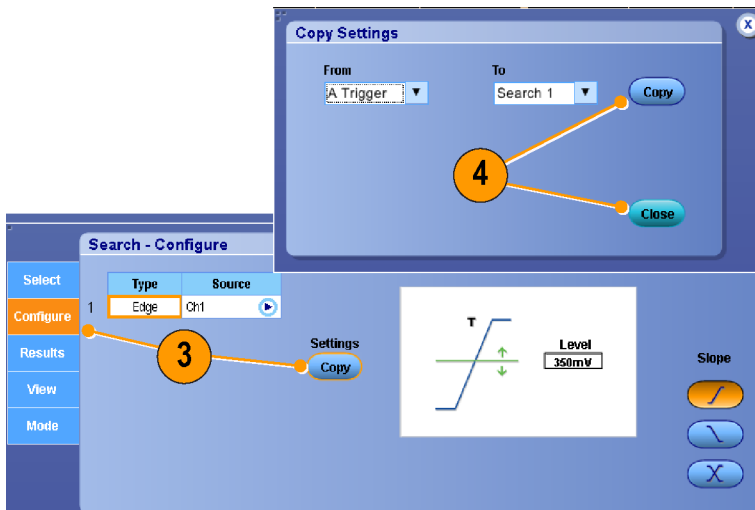 Copy Settings
X
From
To
A Trigger
Search 1
Copy
4
Close
Search - Configure
Select
Configure
Results
View
Mode
Type
Source
1
Edge
Ch1
3
Settings
Copy
T
Level
350mV
Slope